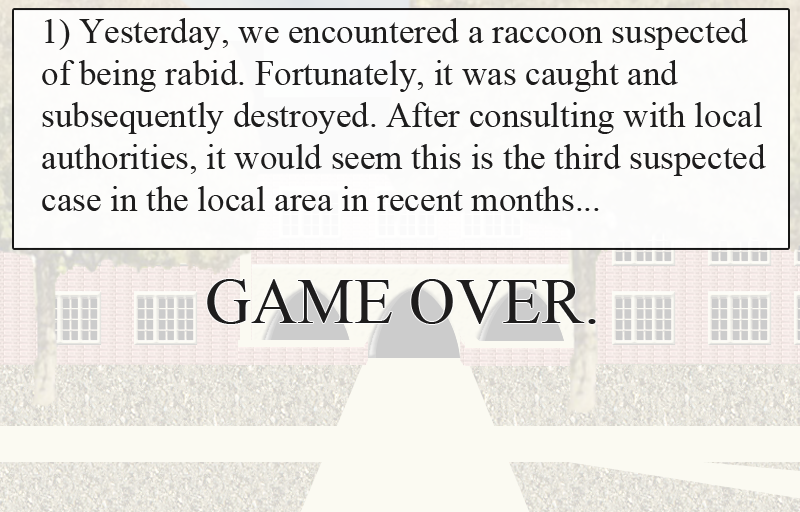 1) Yesterday, we encountered a raccoon suspected
of being rabid. Fortunately, it was caught and
subsequently destroyed. After consulting with local
authorities, it would seem this is the third suspected
case in the local area in recent months...
GAME OVER.